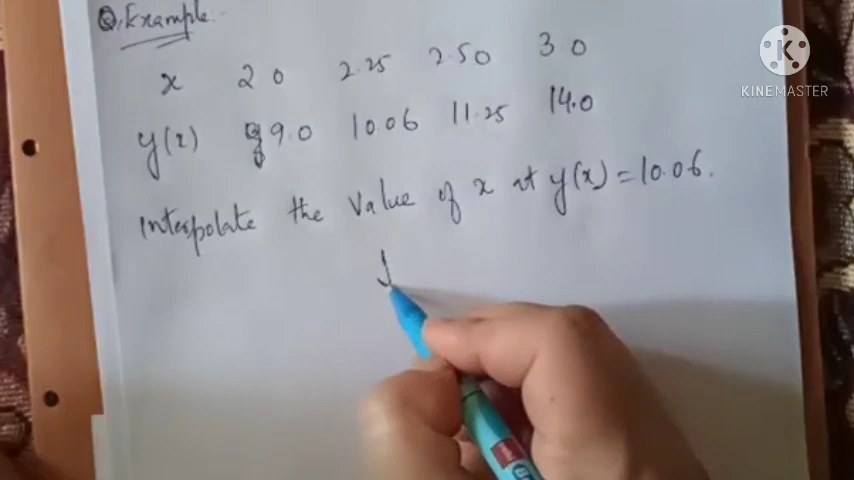 Q. Example.
K
KINEMASTER
x 2 0 2.25 2.50 3 0
y(x) 9.0 10.06 11.25 14.0
Interpolate the value of x at y(x) = 10.06.